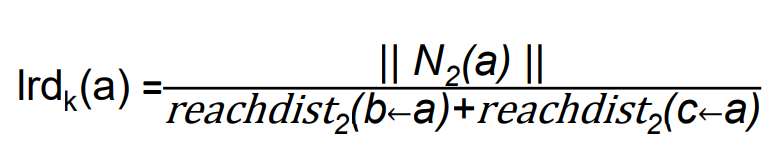 || N₂(a) ||
lrdₖ(a) =
reachdist₂(b←a)+reachdist₂(c←a)